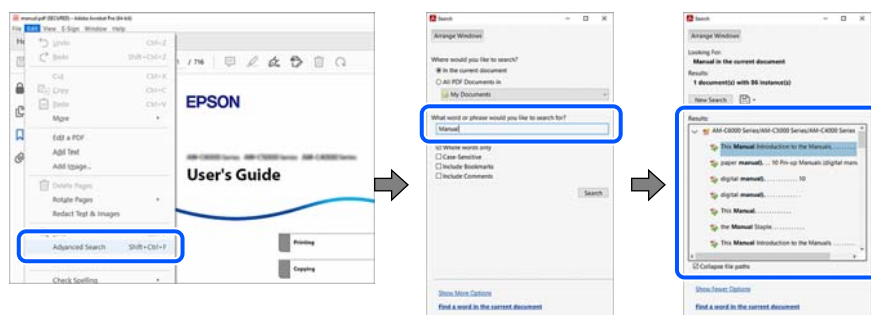 manual.pdf (SECURED) - Adobe Acrobat Pro (64-bit)
File Edit View E-Sign Window Help
Undo Ctrl+Z
Redo Shift+Ctrl+Z
Cut Ctrl+X
Copy Ctrl+C
Paste Ctrl+V
More
Edit a PDF
Add Text
Add Image...
Delete Pages
Rotate Pages
Redact Text & Images
Advanced Search Shift+Ctrl+F
Check Spelling
/ 716
EPSON
User's Guide
Printing
Copying
Search
Arrange Windows
Where would you like to search?
In the current document
All PDF Documents in
My Documents
What word or phrase would you like to search for?
Manual
Whole words only
Case-Sensitive
Include Bookmarks
Include Comments
Search
Show More Options
Find a word in the current document
Search
Arrange Windows
Looking For:
Manual in the current document
Results:
1 document(s) with 86 instance(s)
New Search
Results:
AM-C6000 Series/AM-C5000 Series/AM-C4000 Series
This Manual Introduction to the Manuals.........
paper manual). . . 10 Pin-up Manuals (digital man
digital manual). . . . . . . . . . . . 10
digital manual). . . . . . . . . . . .
This Manual. . . . . . . . . . . .
the Manual Staple. . . . . . . . . . . .
This Manual Introduction to the Manuals . . . . . . .
Collapse file paths
Show Fewer Options
Find a word in the current document